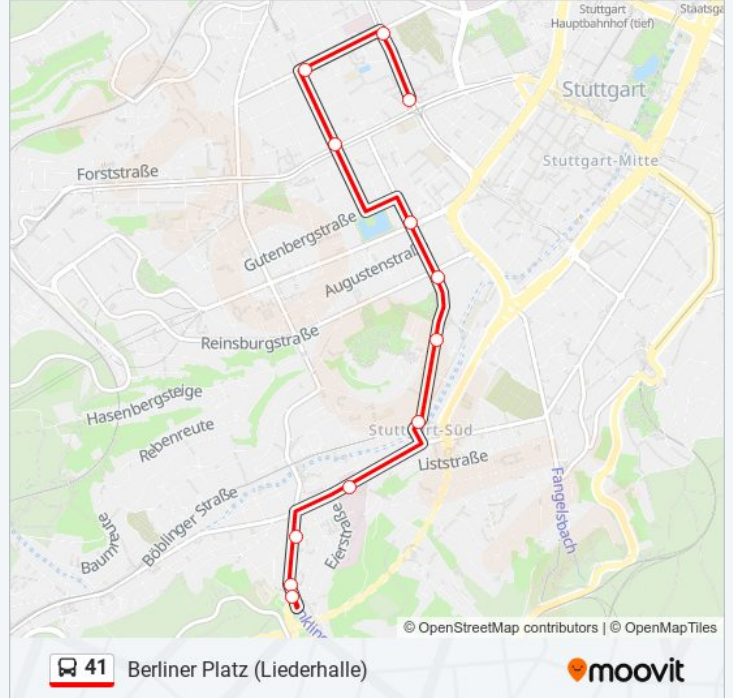 Stuttgart
Hauptbahnhof (tief)
Staatsga
Stuttgart
Stuttgart-Mitte
Forststraße
Gutenbergstraße
Augustenstraß
Reinsburgstraße
Hasenbergsteige
Rebenreute
Stuttgart-Süd
Liststraße
Fangelsbach
Böblinger Straße
Eierstraße
Baumreute
© OpenStreetMap contributors | © OpenMapTiles
41 Berliner Platz (Liederhalle)
moovit